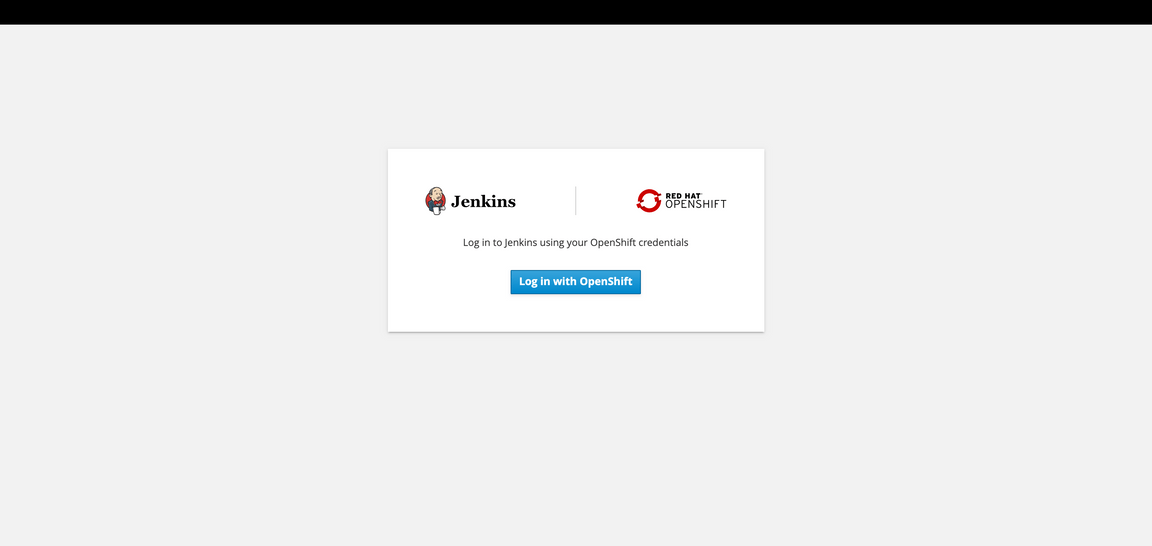 Jenkins
RED HAT
OPENSHIFT
Log in to Jenkins using your OpenShift credentials
Log in with OpenShift